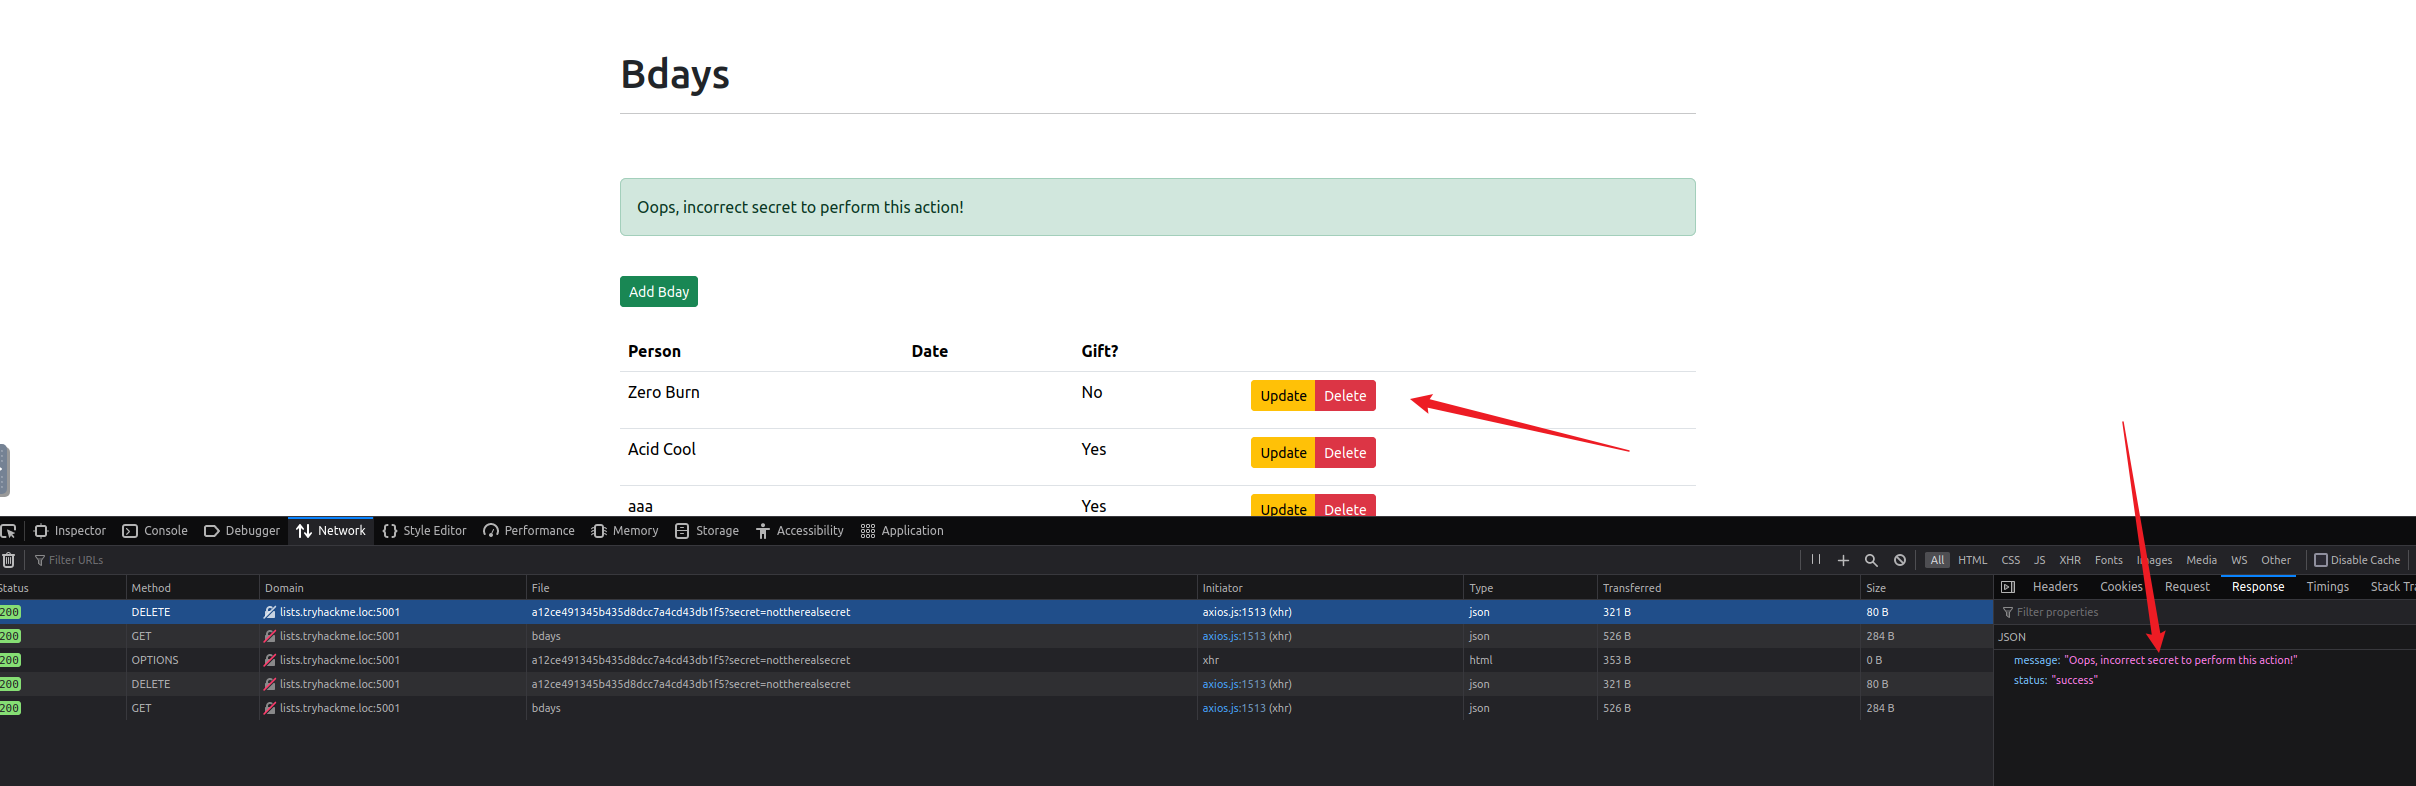 Bdays
Oops, incorrect secret to perform this action!
Add Bday
Person Date Gift?
Zero Burn No Update Delete
Acid Cool Yes Update Delete
aaa Yes Update Delete
Inspector Console Debugger Network Style Editor Performance Memory Storage Accessibility Application
Filter URLs All HTML CSS JS XHR Fonts Images Media WS Other Disable Cache
Status Method Domain File Initiator Type Transferred Size Headers Cookies Request Response Timings Stack Tra
200 DELETE lists.tryhackme.loc:5001 a12ce491345b435d8dcc7a4cd43db1f5?secret=nottherealsecret axios.js:1513 (xhr) json 321 B 80 B Filter properties
200 GET lists.tryhackme.loc:5001 bdays axios.js:1513 (xhr) json 526 B 284 B JSON
200 OPTIONS lists.tryhackme.loc:5001 a12ce491345b435d8dcc7a4cd43db1f5?secret=nottherealsecret xhr html 353 B 0 B message: "Oops, incorrect secret to perform this action!"
200 DELETE lists.tryhackme.loc:5001 a12ce491345b435d8dcc7a4cd43db1f5?secret=nottherealsecret axios.js:1513 (xhr) json 321 B 80 B status: "success"
200 GET lists.tryhackme.loc:5001 bdays axios.js:1513 (xhr) json 526 B 284 B